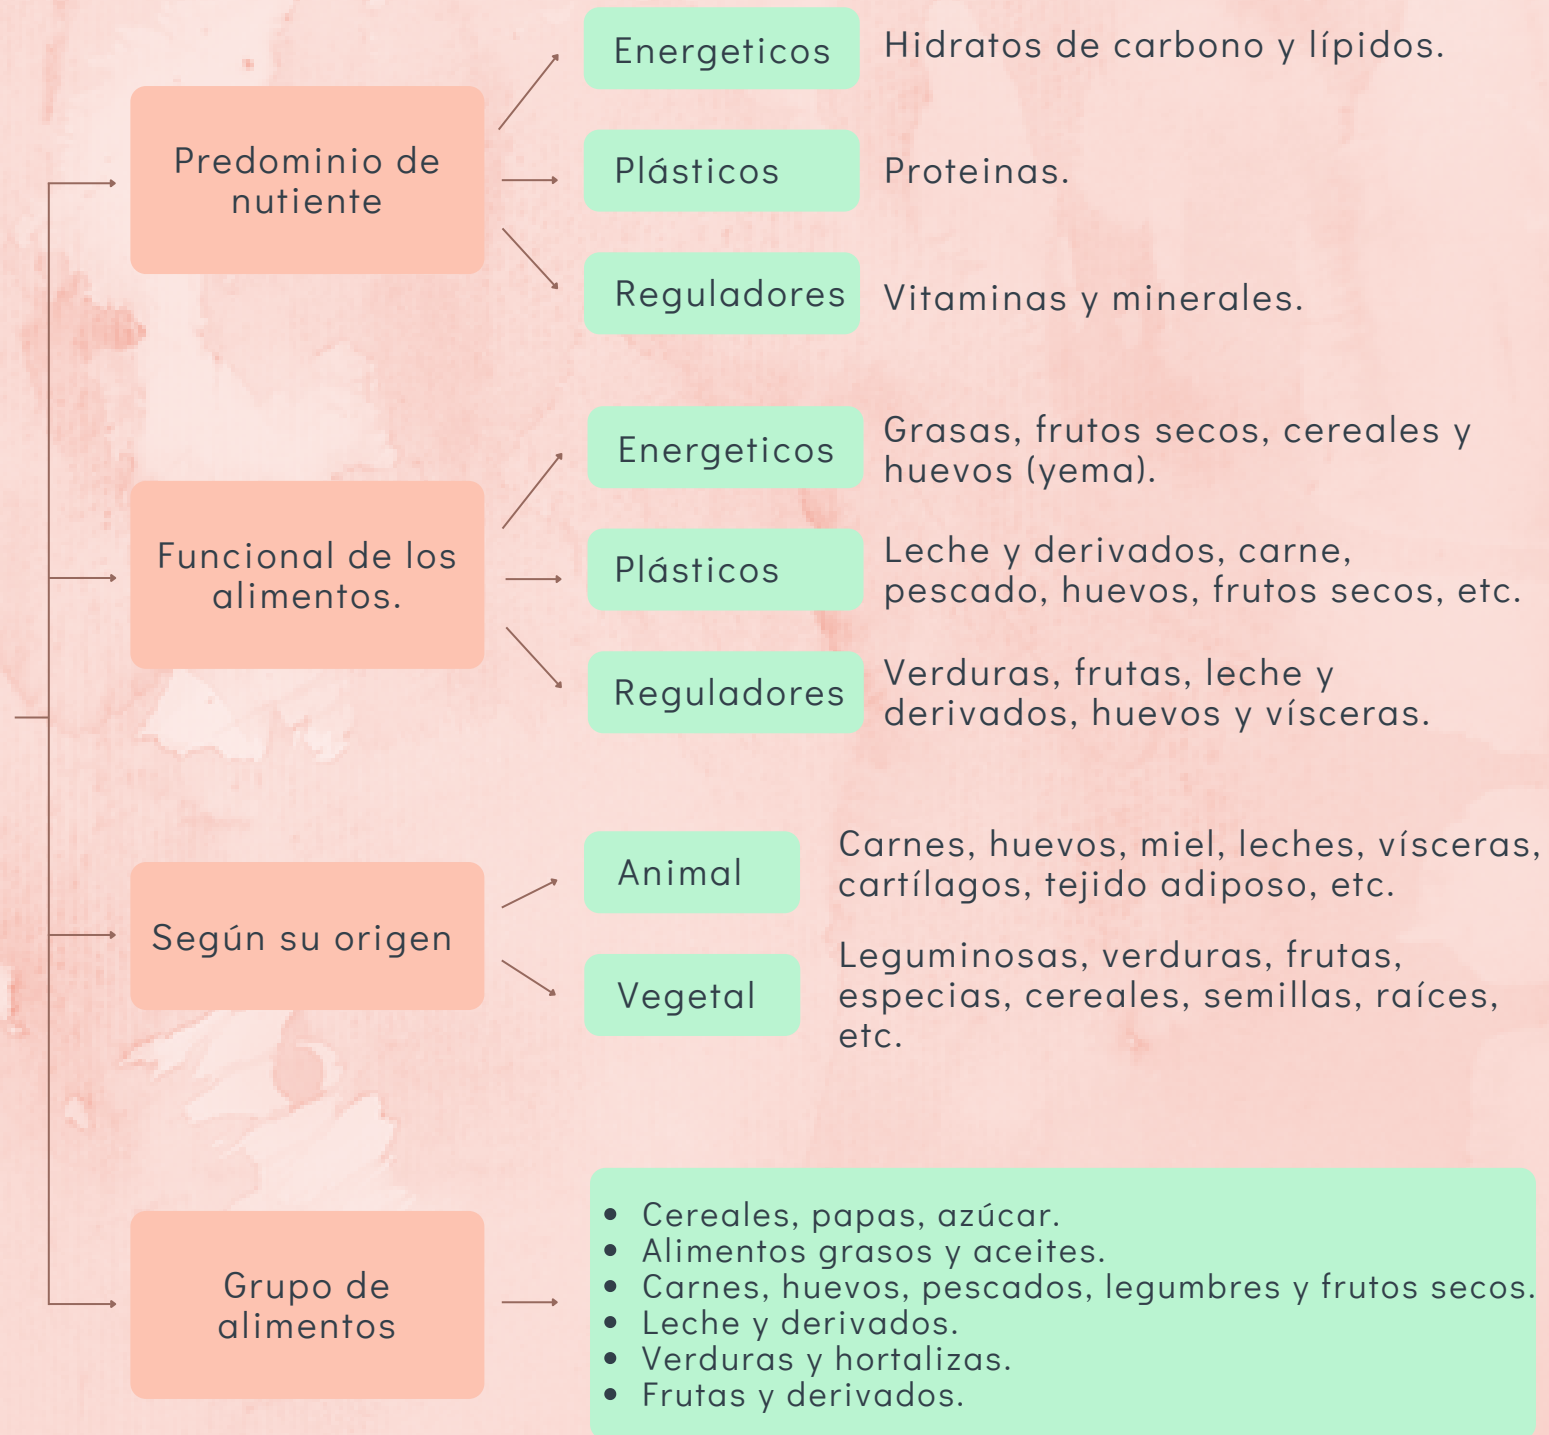 Predominio de
nutiente
Energeticos
Hidratos de carbono y lípidos.
Plásticos
Proteinas.
Reguladores
Vitaminas y minerales.
Funcional de los
alimentos.
Energeticos
Grasas, frutos secos, cereales y
huevos (yema).
Plásticos
Leche y derivados, carne,
pescado, huevos, frutos secos, etc.
Reguladores
Verduras, frutas, leche y
derivados, huevos y vísceras.
Según su origen
Animal
Carnes, huevos, miel, leches, vísceras,
cartílagos, tejido adiposo, etc.
Vegetal
Leguminosas, verduras, frutas,
especias, cereales, semillas, raíces,
etc.
Grupo de
alimentos
• Cereales, papas, azúcar.
• Alimentos grasos y aceites.
• Carnes, huevos, pescados, legumbres y frutos secos.
• Leche y derivados.
• Verduras y hortalizas.
• Frutas y derivados.